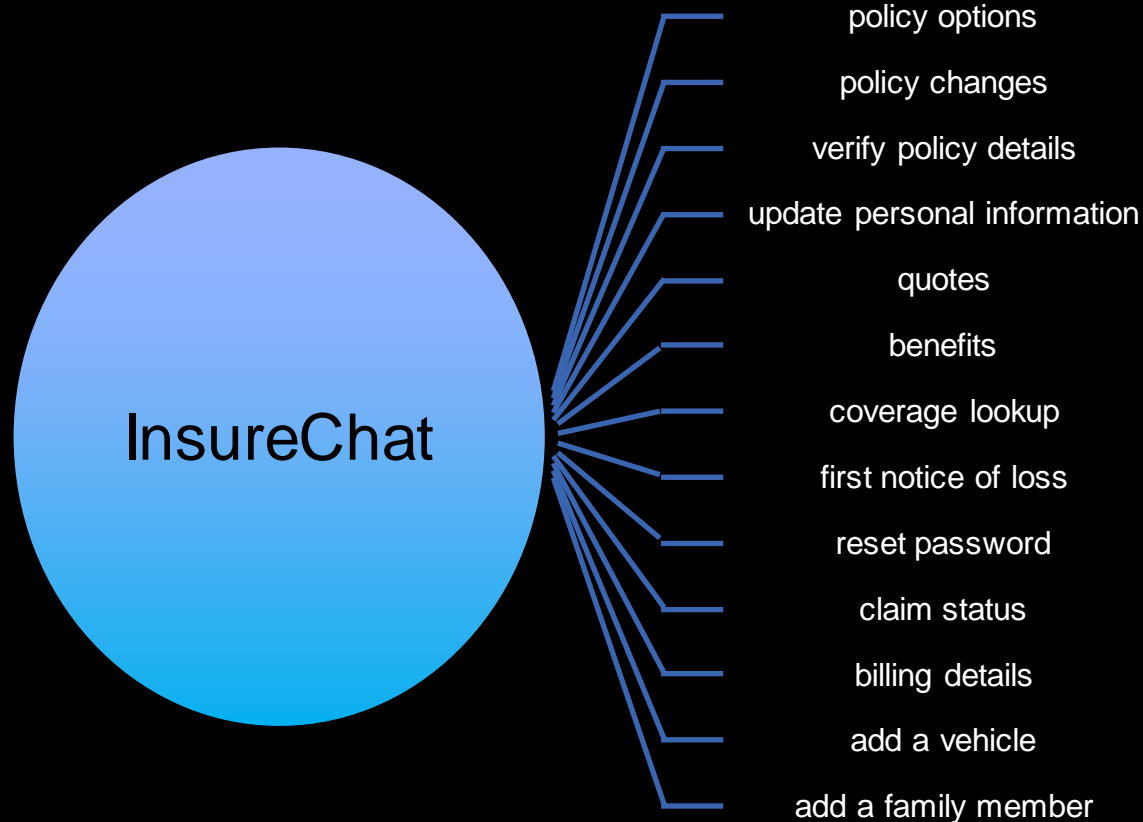 InsureChat
policy options
policy changes
verify policy details
update personal information
quotes
benefits
coverage lookup
first notice of loss
reset password
claim status
billing details
add a vehicle
add a family member